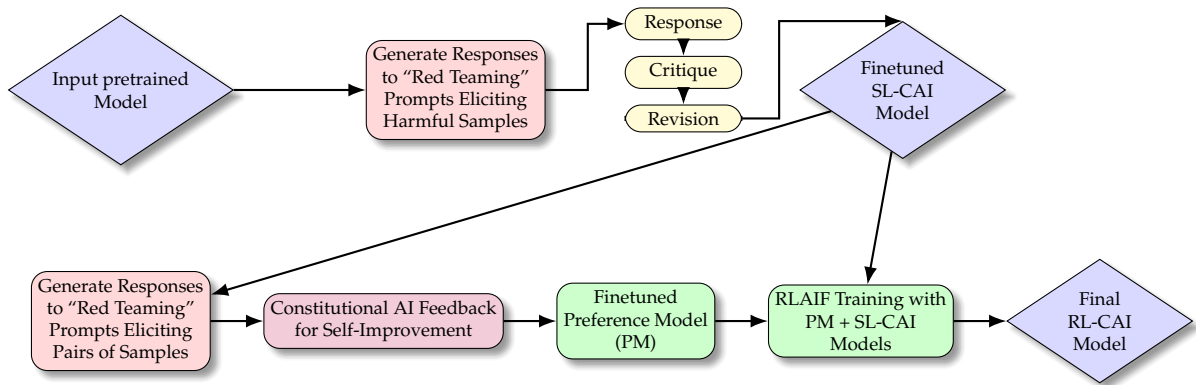 Input pretrained
Model
Generate Responses
to “Red Teaming”
Prompts Eliciting
Harmful Samples
Response
Critique
Revision
Finetuned
SL-CAI
Model
Generate Responses
to “Red Teaming”
Prompts Eliciting
Pairs of Samples
Constitutional AI Feedback
for Self-Improvement
Finetuned
Preference Model
(PM)
RLAIF Training with
PM + SL-CAI
Models
Final
RL-CAI
Model